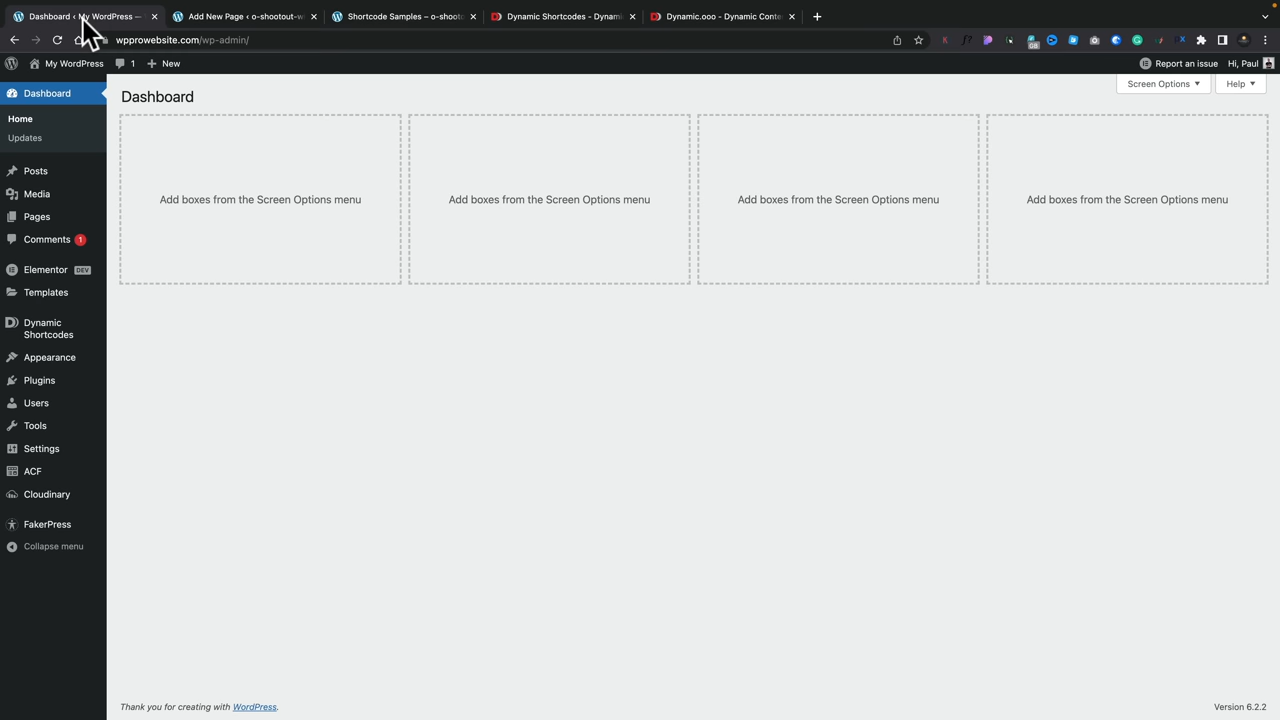 Dashboard ‹ My WordPress —
Add New Page ‹ o-shootout-w
Shortcode Samples – o-shoot
Dynamic Shortcodes - Dynami
Dynamic.ooo - Dynamic Conte
wpprowebsite.com/wp-admin/
My WordPress
1
New
Report an issue
Hi, Paul
Dashboard
Home
Updates
Posts
Media
Pages
Comments 1
Elementor DEV
Templates
Dynamic
Shortcodes
Appearance
Plugins
Users
Tools
Settings
ACF
Cloudinary
FakerPress
Collapse menu
Dashboard
Screen Options
Help
Add boxes from the Screen Options menu
Add boxes from the Screen Options menu
Add boxes from the Screen Options menu
Add boxes from the Screen Options menu
Thank you for creating with WordPress.
Version 6.2.2